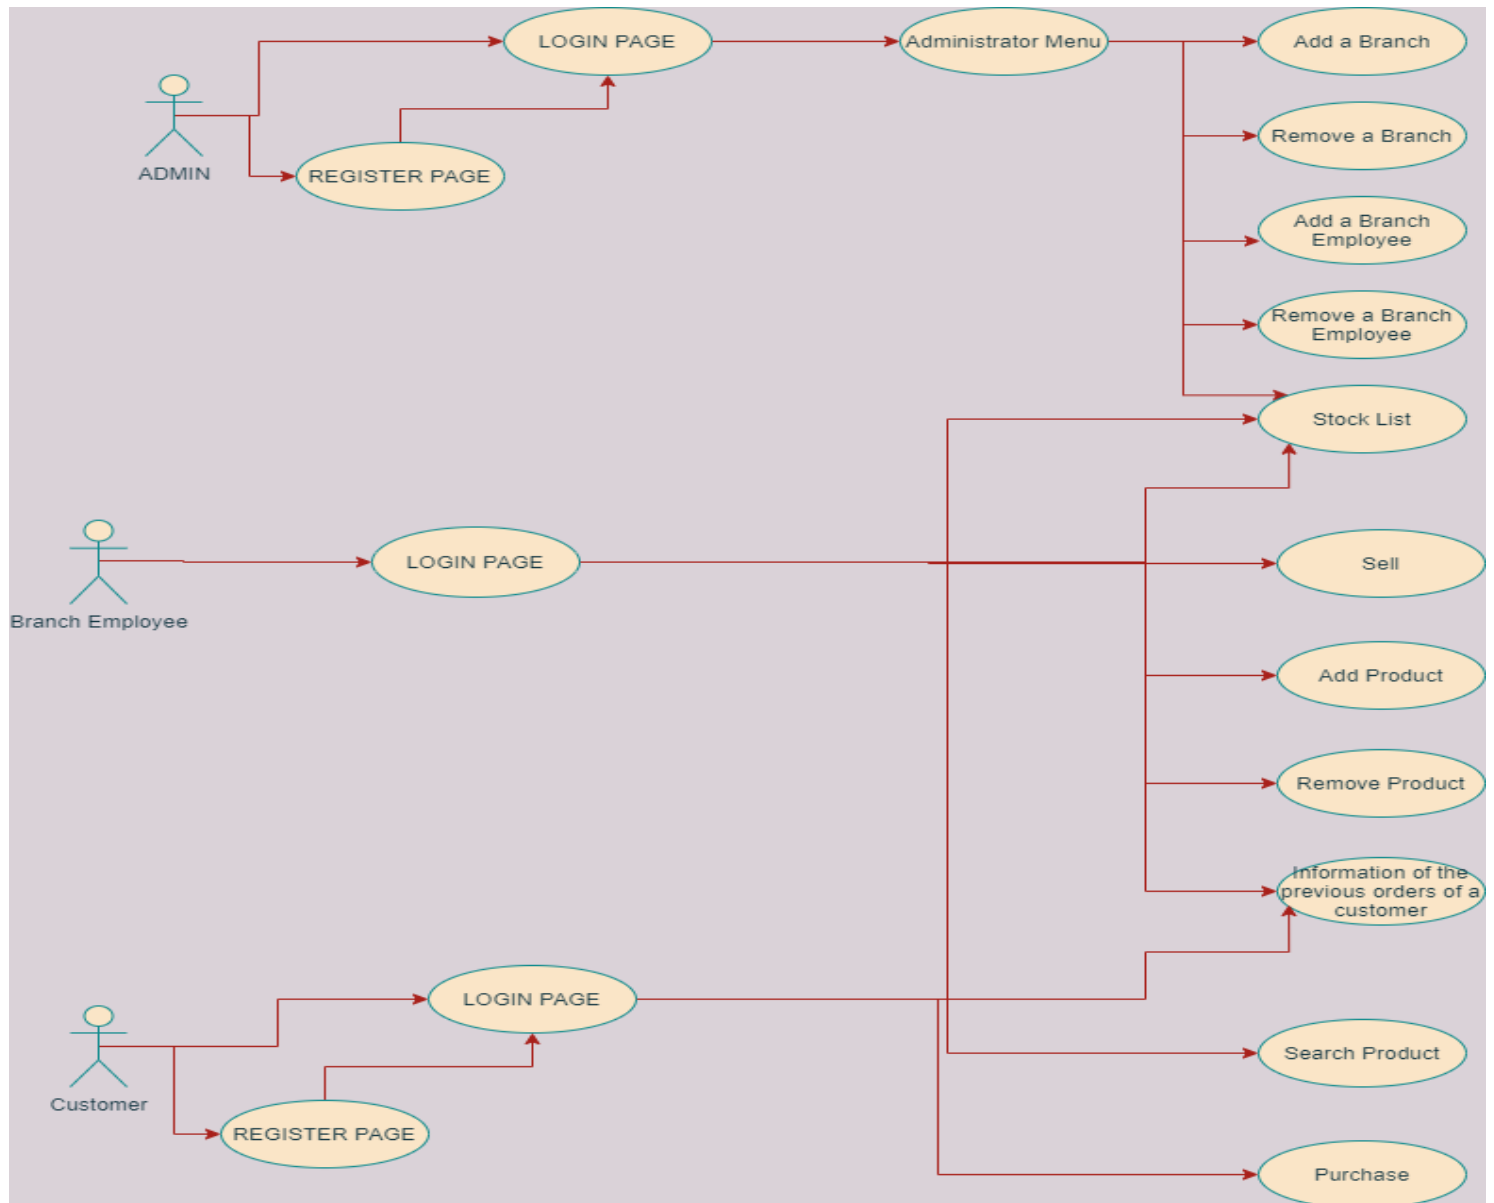 LOGIN PAGE
Administrator Menu
Add a Branch
Remove a Branch
ADMIN
REGISTER PAGE
Add a Branch
Employee
Remove a Branch
Employee
Stock List
Branch Employee
LOGIN PAGE
Sell
Add Product
Remove Product
Information of the
previous orders of a
customer
LOGIN PAGE
Search Product
Customer
REGISTER PAGE
Purchase